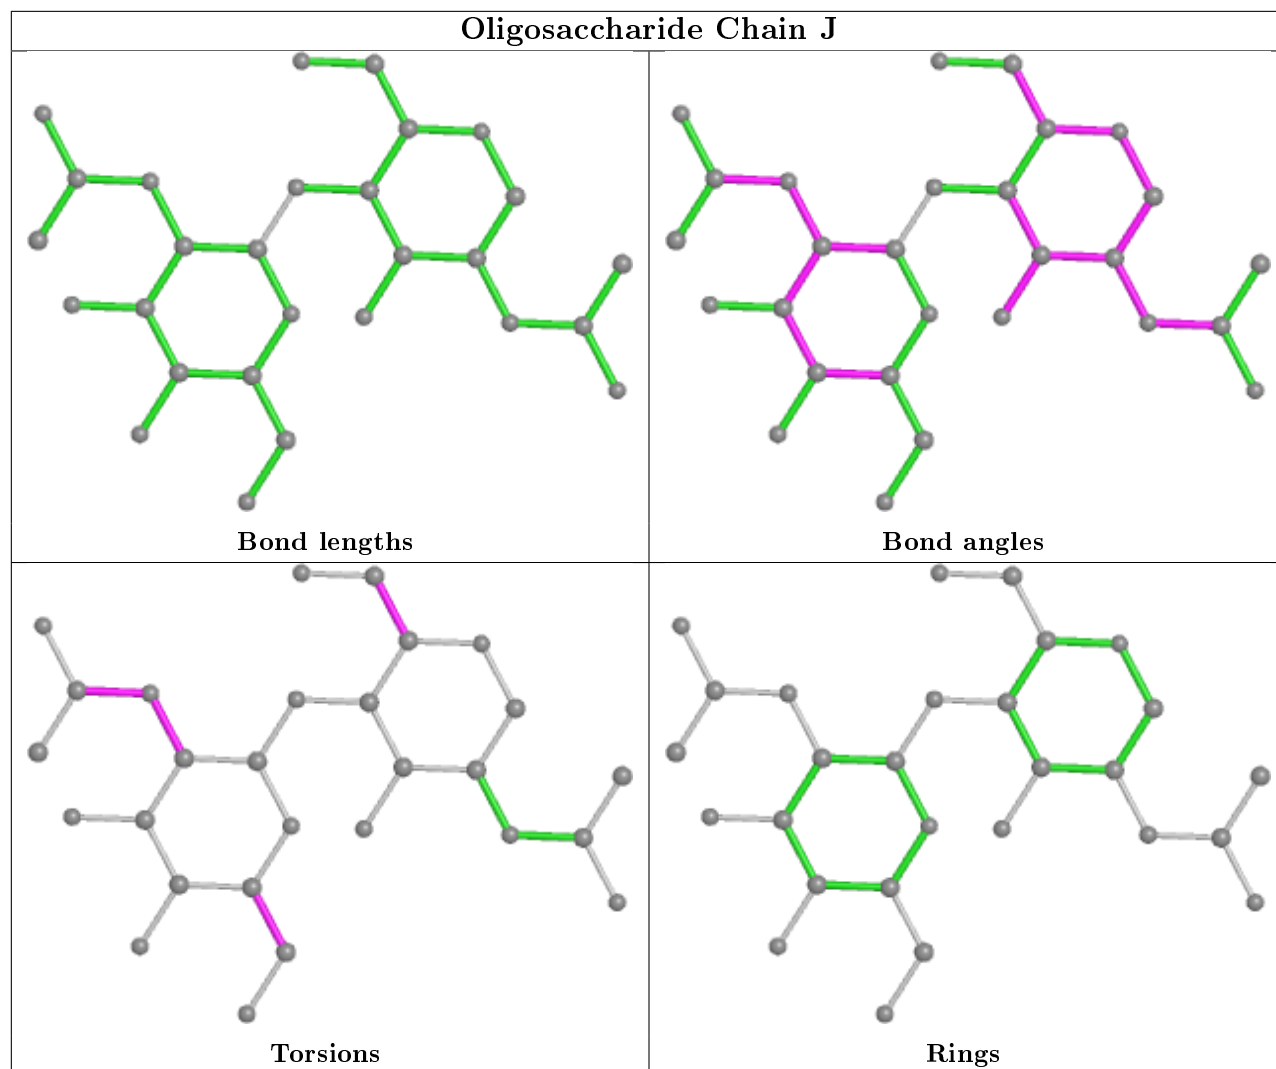 Oligosaccharide Chain J
Bond lengths
Bond angles
Torsions
Rings